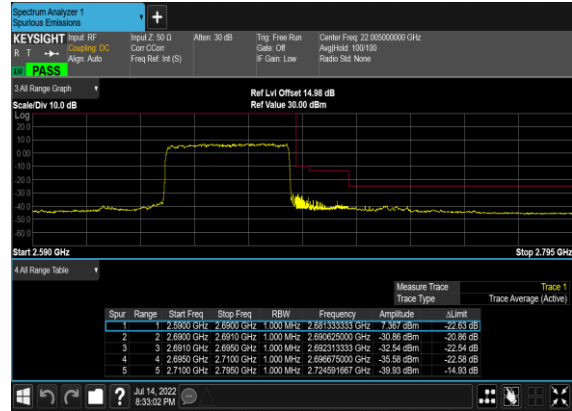 Spectrum Analyzer 1
Spurious Emissions
KEYSIGHT
R T
LM PASS
Input: RF
Coupling: DC
Align: Auto
Input Z: 50 Ω
Corr CCorr
Freq Ref: Int (S)
Atten: 30 dB
Trig: Free Run
Gate: Off
IF Gain: Low
Center Freq: 22.005000000 GHz
Avg|Hold: 100/100
Radio Std: None
3 All Range Graph
Scale/Div 10.0 dB
Ref Lvl Offset 14.98 dB
Ref Value 30.00 dBm
Log
20.0
10.0
0.00
-10.0
-20.0
-30.0
-40.0
-50.0
-60.0
Start 2.590 GHz
Stop 2.795 GHz
4 All Range Table
Measure Trace Trace 1
Trace Type Trace Average (Active)
Spur Range Start Freq Stop Freq RBW Frequency Amplitude ΔLimit
1 1 2.5900 GHz 2.6900 GHz 1.000 MHz 2.681333333 GHz 7.367 dBm -22.63 dB
2 2 2.6900 GHz 2.6910 GHz 1.000 MHz 2.690625000 GHz -30.86 dBm -20.86 dB
3 3 2.6910 GHz 2.6950 GHz 1.000 MHz 2.692313333 GHz -32.54 dBm -22.54 dB
4 4 2.6950 GHz 2.7100 GHz 1.000 MHz 2.696675000 GHz -35.58 dBm -22.58 dB
5 5 2.7100 GHz 2.7950 GHz 1.000 MHz 2.724591667 GHz -39.93 dBm -14.93 dB
?
Jul 14, 2022
8:33:02 PM